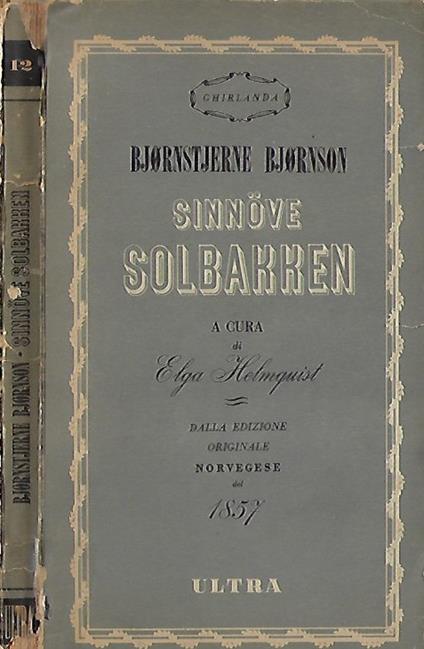 12
BJØRNSTJERNE BJØRNSON - SINNÖVE SOLBAKKEN
ULTRA
GHIRLANDA
BJØRNSTJERNE BJØRNSON
SINNÖVE
SOLBAKKEN
A CURA
di
Elga Helmquist
DALLA EDIZIONE
ORIGINALE
NORVEGESE
del
1857
ULTRA